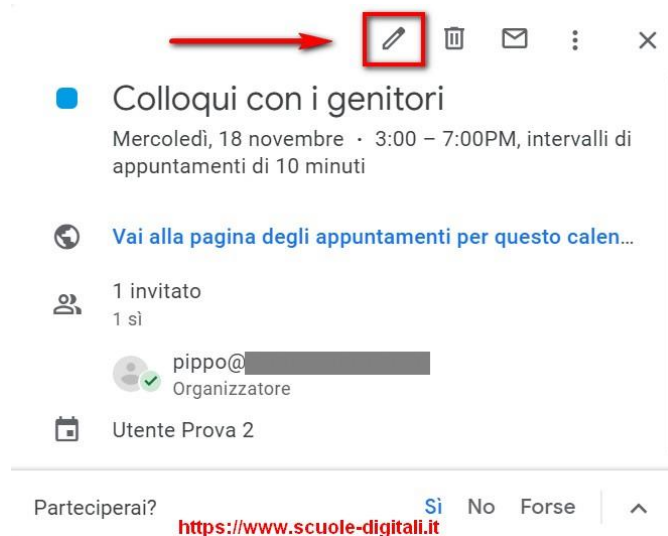 Colloqui con i genitori
Mercoledì, 18 novembre · 3:00 – 7:00PM, intervalli di
appuntamenti di 10 minuti
Vai alla pagina degli appuntamenti per questo calen...
1 invitato
1 sì
pippo@
Organizzatore
Utente Prova 2
Parteciperai? Sì No Forse
https://www.scuole-digitali.it